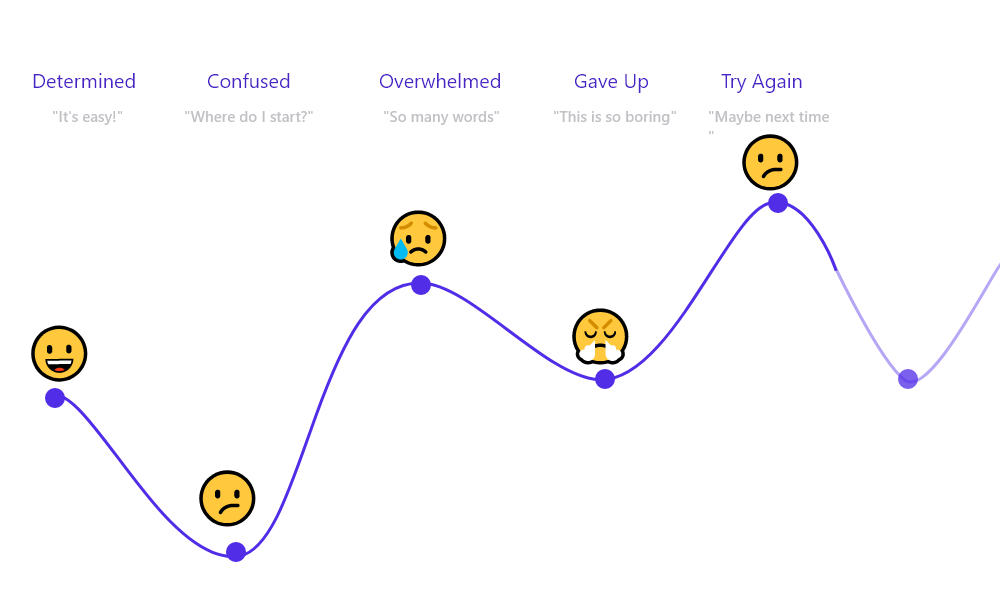 Determined
Confused
Overwhelmed
Gave Up
Try Again
"It's easy!"
"Where do I start?"
"So many words"
"This is so boring"
"Maybe next time
"